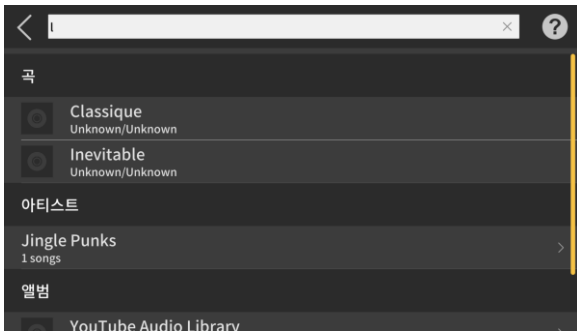 l
?
곡
Classique
Unknown/Unknown
Inevitable
Unknown/Unknown
아티스트
Jingle Punks
1 songs
앨범
YouTube Audio Library